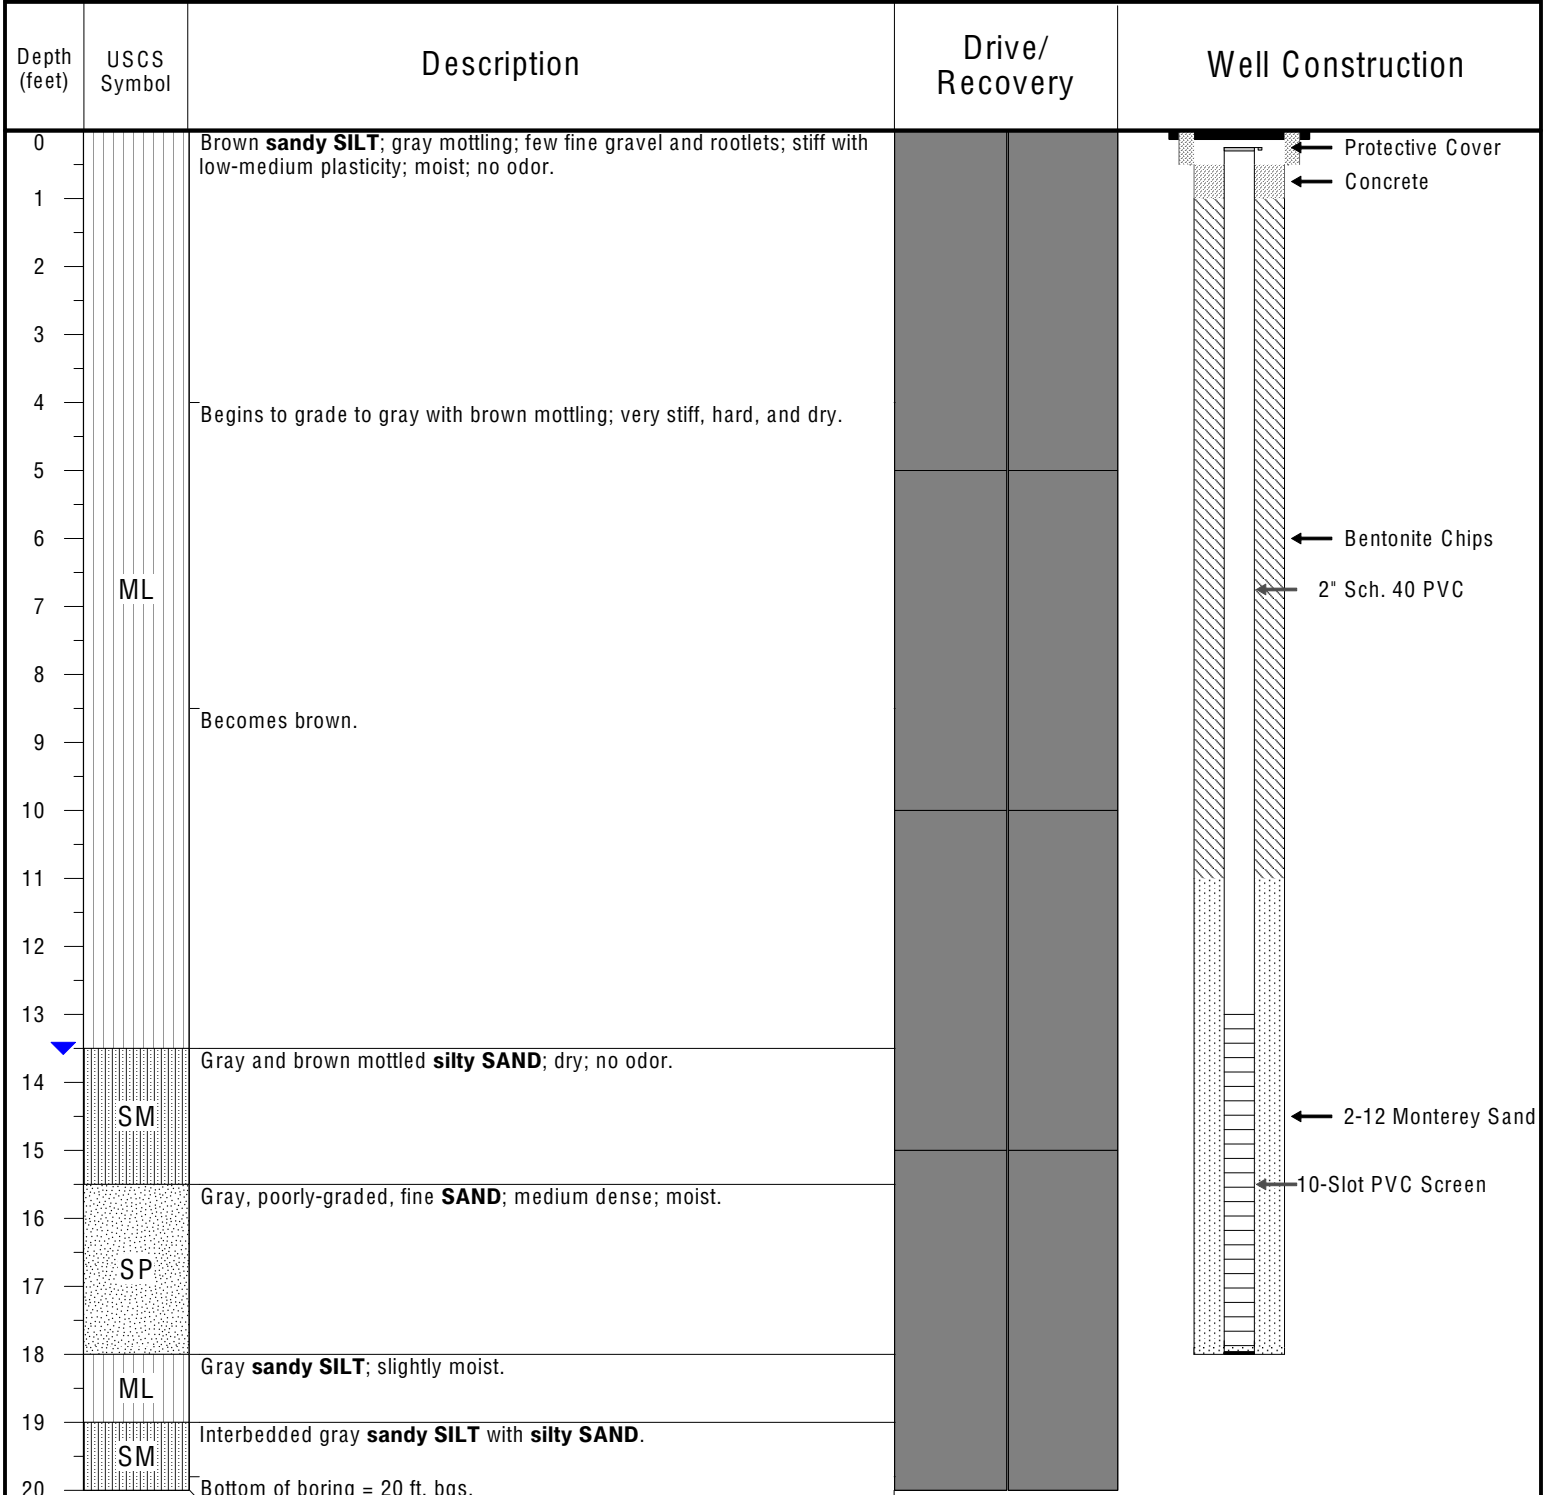 Depth
(feet)
USCS
Symbol
Description
Drive/
Recovery
Well Construction
0
Brown sandy SILT; gray mottling; few fine gravel and rootlets; stiff with
low-medium plasticity; moist; no odor.
Protective Cover
Concrete
1
2
3
4
Begins to grade to gray with brown mottling; very stiff, hard, and dry.
5
6
Bentonite Chips
ML
2" Sch. 40 PVC
7
8
Becomes brown.
9
10
11
12
13
Gray and brown mottled silty SAND; dry; no odor.
14
SM
2-12 Monterey Sand
15
Gray, poorly-graded, fine SAND; medium dense; moist.
10-Slot PVC Screen
16
SP
17
18
Gray sandy SILT; slightly moist.
ML
19
Interbedded gray sandy SILT with silty SAND.
SM
20
Bottom of boring = 20 ft. bgs.